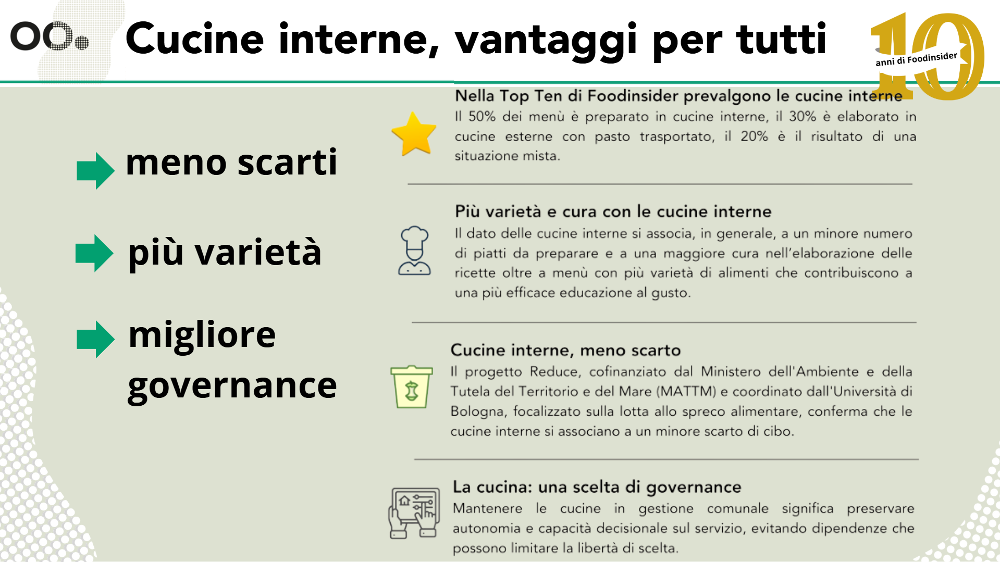 Cucine interne, vantaggi per tutti
10
anni di Foodinsider
meno scarti
più varietà
migliore
governance
Nella Top Ten di Foodinsider prevalgono le cucine interne
Il 50% dei menù è preparato in cucine interne, il 30% è elaborato in
cucine esterne con pasto trasportato, il 20% è il risultato di una
situazione mista.
Più varietà e cura con le cucine interne
Il dato delle cucine interne si associa, in generale, a un minore numero
di piatti da preparare e a una maggiore cura nell’elaborazione delle
ricette oltre a menù con più varietà di alimenti che contribuiscono a
una più efficace educazione al gusto.
Cucine interne, meno scarto
Il progetto Reduce, cofinanziato dal Ministero dell'Ambiente e della
Tutela del Territorio e del Mare (MATTM) e coordinato dall'Università di
Bologna, focalizzato sulla lotta allo spreco alimentare, conferma che le
cucine interne si associano a un minore scarto di cibo.
La cucina: una scelta di governance
Mantenere le cucine in gestione comunale significa preservare
autonomia e capacità decisionale sul servizio, evitando dipendenze che
possono limitare la libertà di scelta.